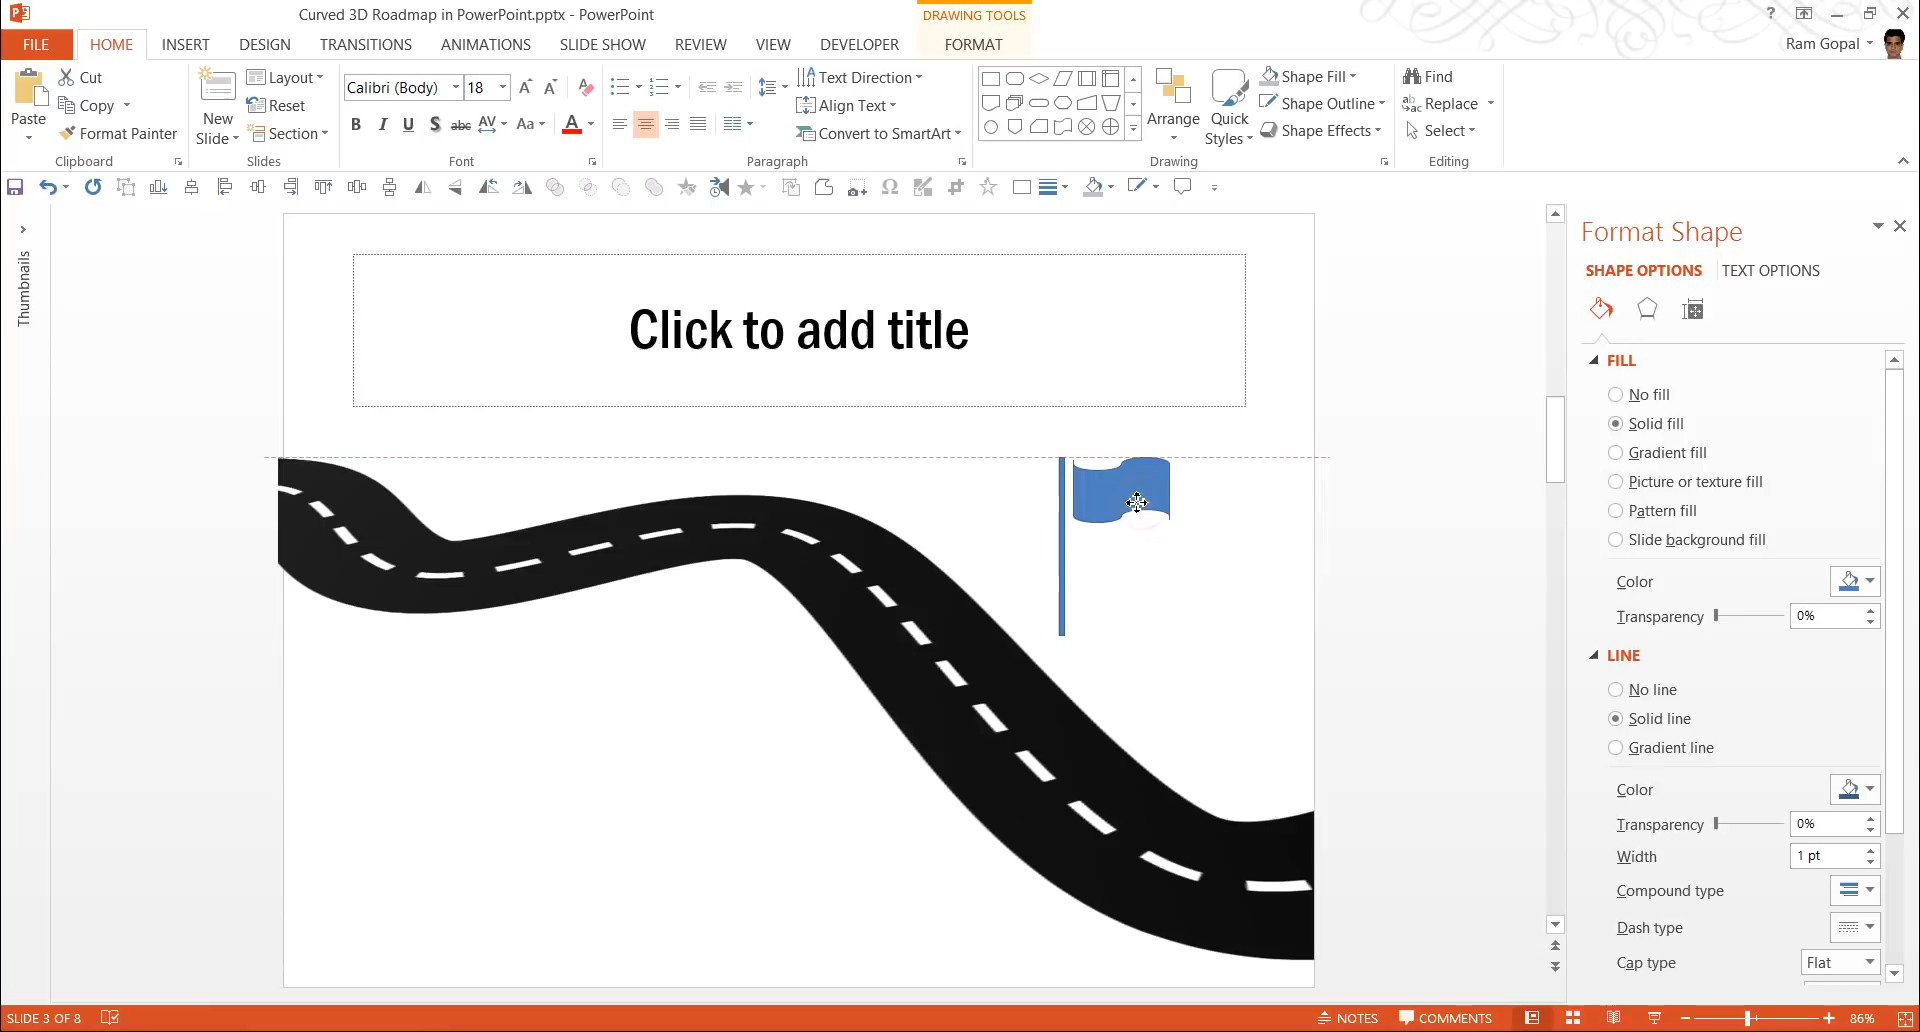 Curved 3D Roadmap in PowerPoint.pptx - PowerPoint
DRAWING TOOLS
?
FILE HOME INSERT DESIGN TRANSITIONS ANIMATIONS SLIDE SHOW REVIEW VIEW DEVELOPER FORMAT
Ram Gopal
Paste
Cut
Copy
Format Painter
Clipboard
New
Slide
Layout
Reset
Section
Slides
Calibri (Body) 18
B I U S abc AV Aa A
Font
Text Direction
Align Text
Convert to SmartArt
Paragraph
Arrange
Quick
Styles
Shape Fill
Shape Outline
Shape Effects
Drawing
Find
Replace
Select
Editing
Thumbnails
Click to add title
Format Shape
SHAPE OPTIONS TEXT OPTIONS
FILL
No fill
Solid fill
Gradient fill
Picture or texture fill
Pattern fill
Slide background fill
Color
Transparency 0%
LINE
No line
Solid line
Gradient line
Color
Transparency 0%
Width 1 pt
Compound type
Dash type
Cap type Flat
SLIDE 3 OF 8
NOTES COMMENTS 86%